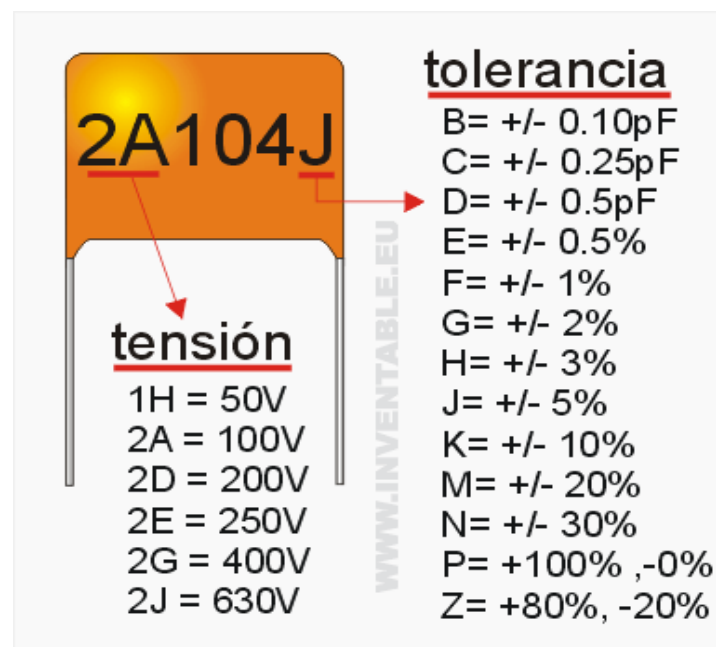 2A104J
tensión
1H = 50V
2A = 100V
2D = 200V
2E = 250V
2G = 400V
2J = 630V
WWW.INVENTABLE.EU
tolerancia
B= +/- 0.10pF
C= +/- 0.25pF
D= +/- 0.5pF
E= +/- 0.5%
F= +/- 1%
G= +/- 2%
H= +/- 3%
J= +/- 5%
K= +/- 10%
M= +/- 20%
N= +/- 30%
P= +100% ,-0%
Z= +80%, -20%